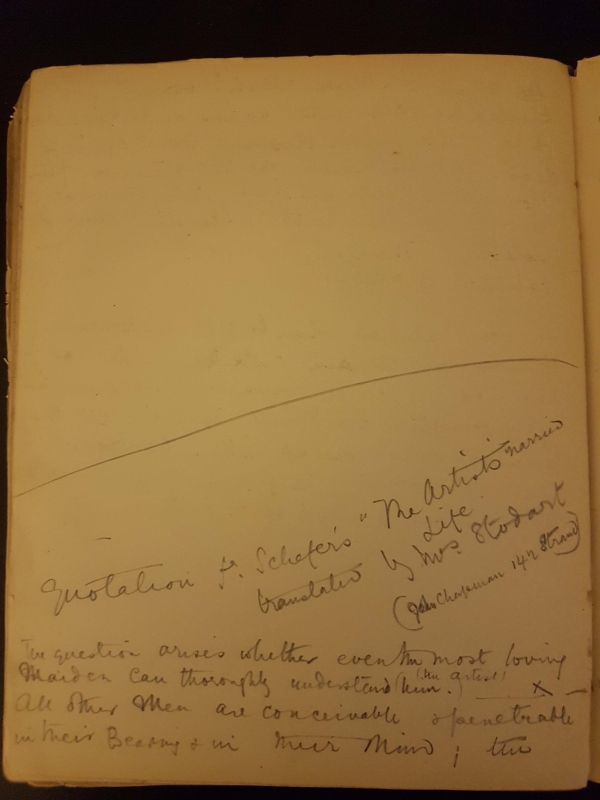 Quotation fr. Schefer's "The Artist's married
Life
translated by Mrs. Stodart
(John Chapman 142 Strand)
The question arises whether even the most loving
Maiden can thoroughly understand (him.) (the artist)
x
All other Men are conceivable & penetrable
in their Beings & in their Mind; the